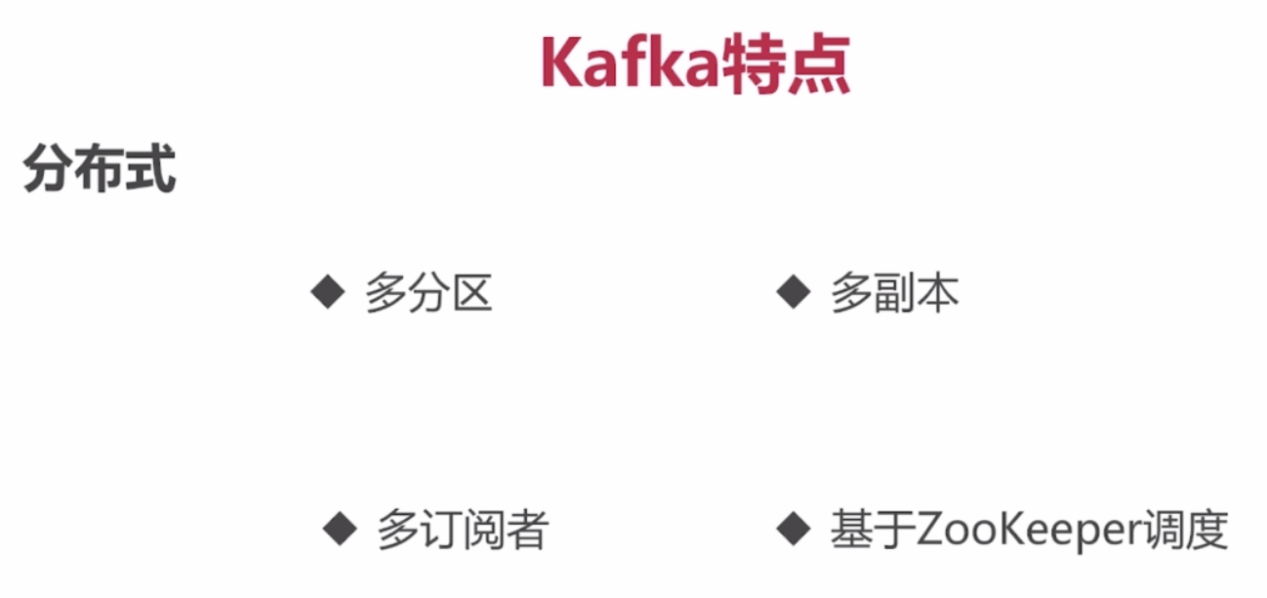 Kafka特点
分布式
◆ 多分区
◆ 多副本
◆ 多订阅者
◆ 基于ZooKeeper调度